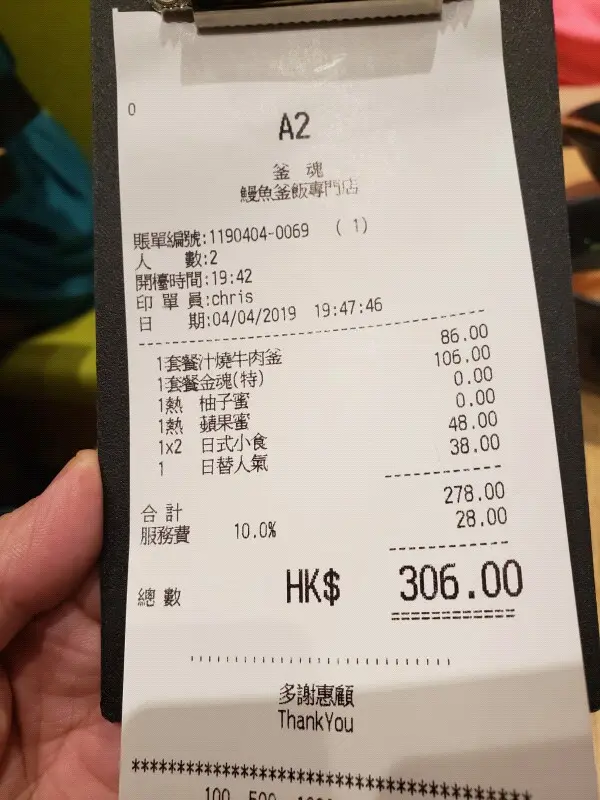 0
A2
釜 魂
鰻魚釜飯專門店
賬單編號:1190404-0069 ( 1)
人 數:2
開檯時間:19:42
印 單 員:chris
日 期:04/04/2019 19:47:46
1套餐汁燒牛肉釜 86.00
1套餐金魂(特) 106.00
1熱 柚子蜜 0.00
1熱 蘋果蜜 0.00
1x2 日式小食 48.00
1 日替人氣 38.00
合 計 278.00
服務費 10.0% 28.00
總 數 HK$ 306.00
多謝惠顧
ThankYou
****************************************
100 500